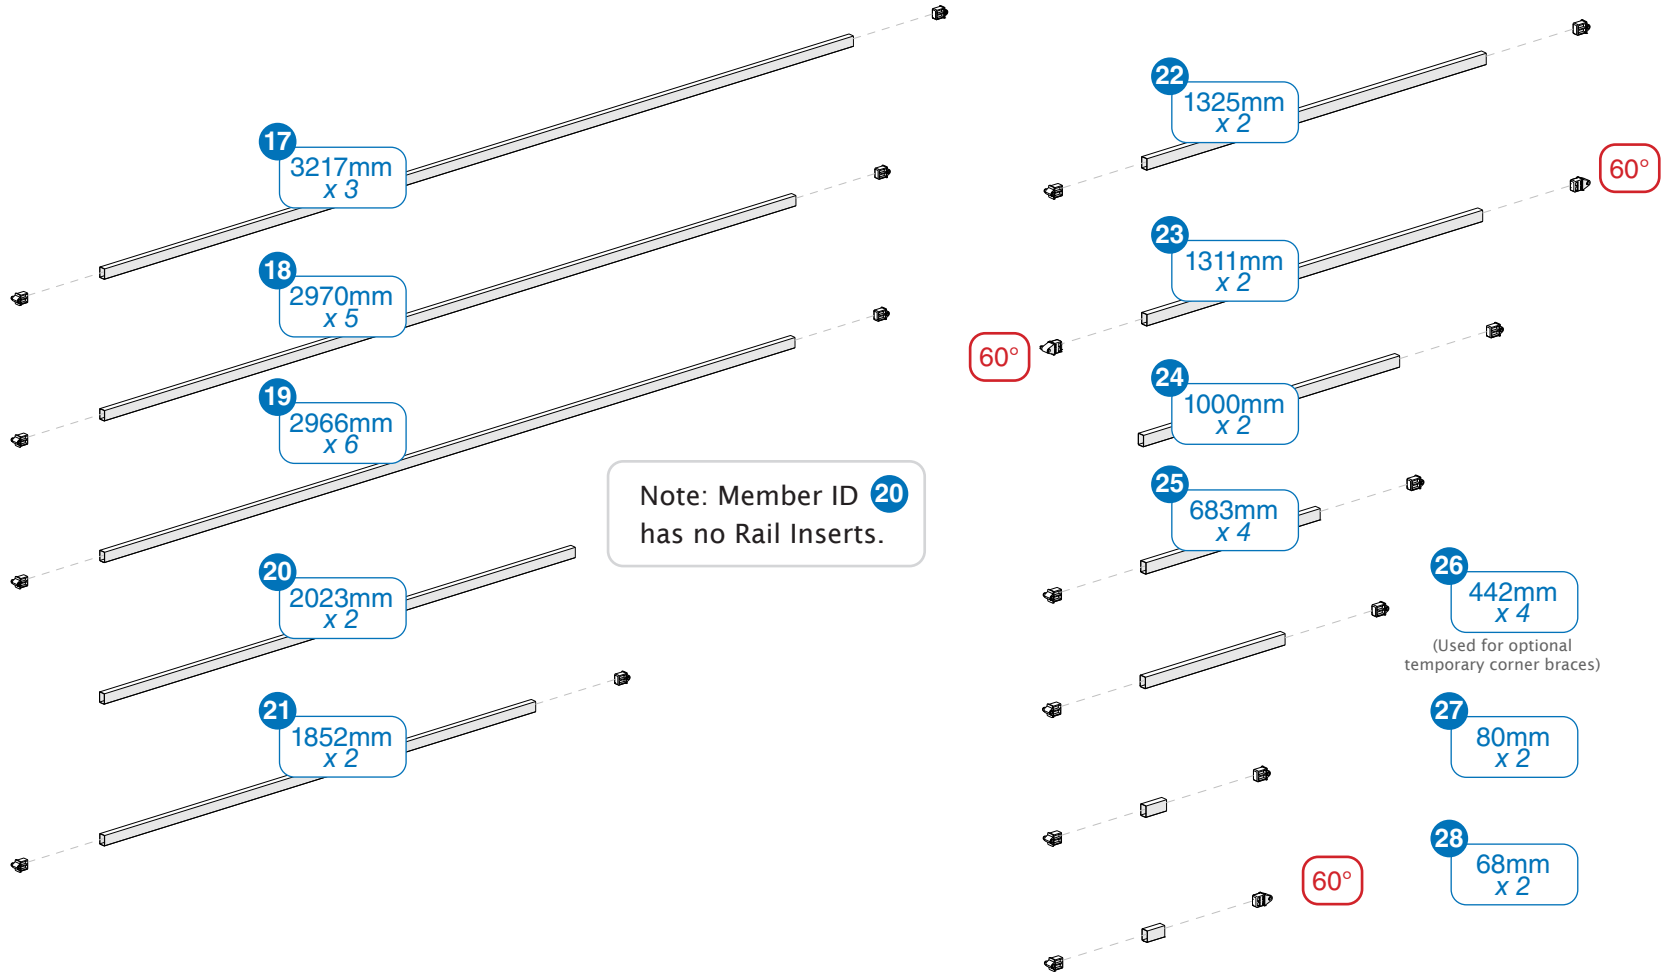 17
3217mm
x 3
18
2970mm
x 5
19
2966mm
x 6
Note: Member ID 20
has no Rail Inserts.
20
2023mm
x 2
21
1852mm
x 2
22
1325mm
x 2
60°
23
1311mm
x 2
60°
24
1000mm
x 2
25
683mm
x 4
26
442mm
x 4
(Used for optional
temporary corner braces)
27
80mm
x 2
28
68mm
x 2
60°